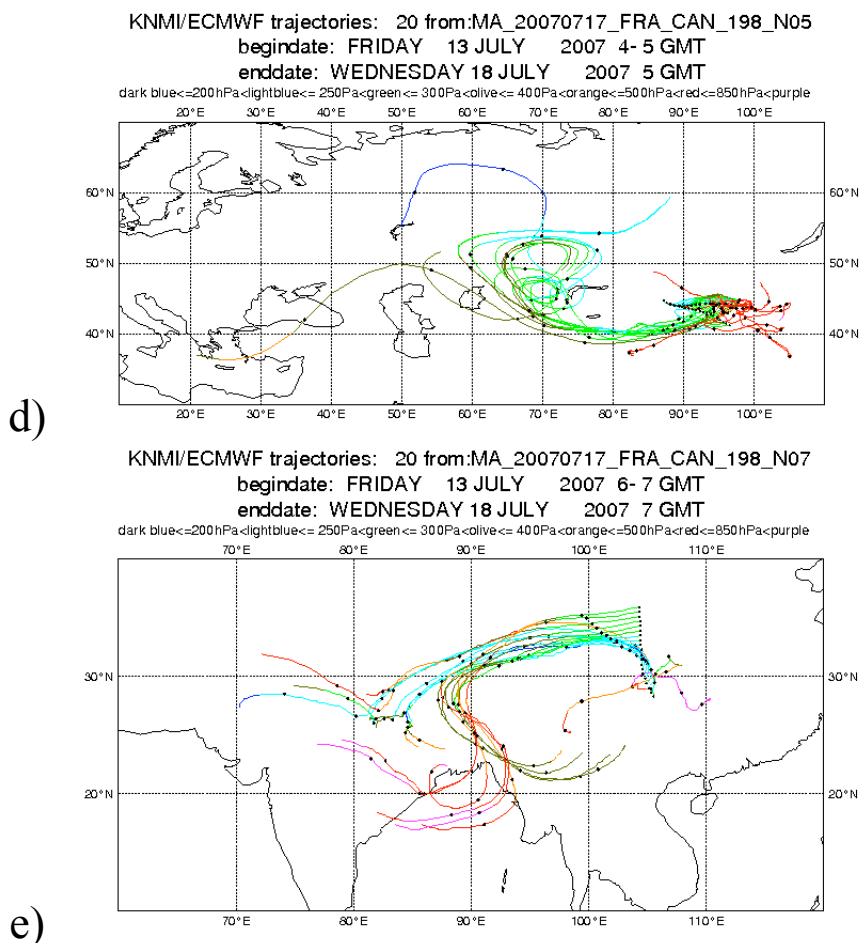 KNMI/ECMWF trajectories: 20 from:MA_20070717_FRA_CAN_198_N05
begindate: FRIDAY 13 JULY 2007 4- 5 GMT
enddate: WEDNESDAY 18 JULY 2007 5 GMT
dark blue<=200hPa<lightblue<= 250Pa<green<= 300Pa<olive<= 400Pa<orange<=500hPa<red<=850hPa<purple
20°E 30°E 40°E 50°E 60°E 70°E 80°E 90°E 100°E
60°N 60°N
50°N 50°N
40°N 40°N
20°E 30°E 40°E 50°E 60°E 70°E 80°E 90°E 100°E
d)
KNMI/ECMWF trajectories: 20 from:MA_20070717_FRA_CAN_198_N07
begindate: FRIDAY 13 JULY 2007 6- 7 GMT
enddate: WEDNESDAY 18 JULY 2007 7 GMT
dark blue<=200hPa<lightblue<= 250Pa<green<= 300Pa<olive<= 400Pa<orange<=500hPa<red<=850hPa<purple
70°E 80°E 90°E 100°E 110°E
30°N 30°N
20°N 20°N
70°E 80°E 90°E 100°E 110°E
e)